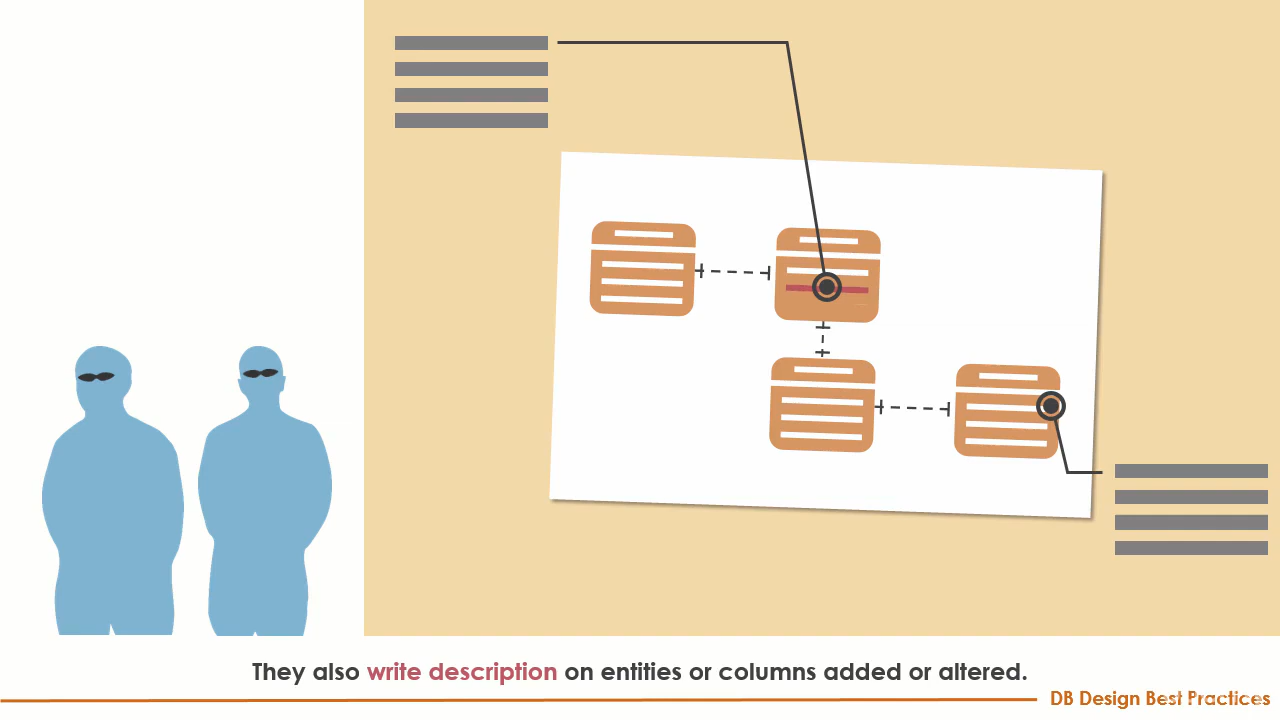 They also write description on entities or columns added or altered.
DB Design Best Practices